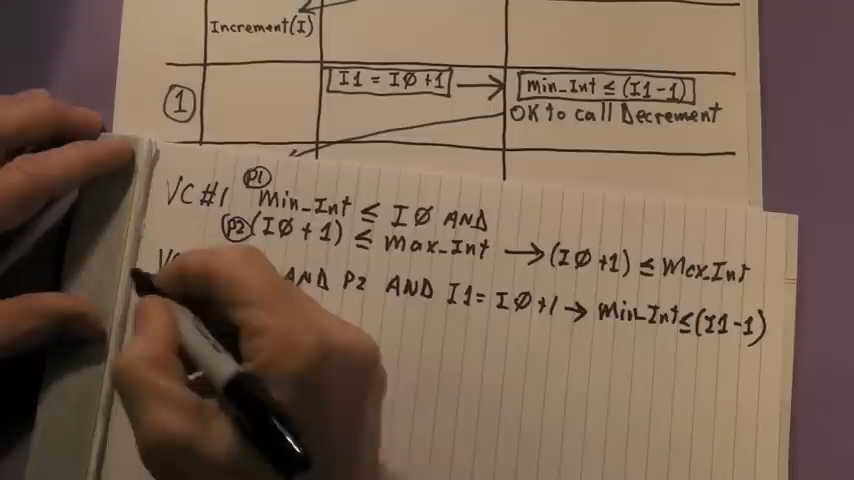 Increment(I)
1
I1 = IØ+1
Min_Int ≤ (I1-1)
OK to call Decrement
VC #1 P1 Min_Int ≤ IØ AND
P2 (IØ + 1) ≤ Max_Int → (IØ +1) ≤ Max_Int
AND P2 AND I1 = IØ+1 → Min_Int ≤ (I1-1)